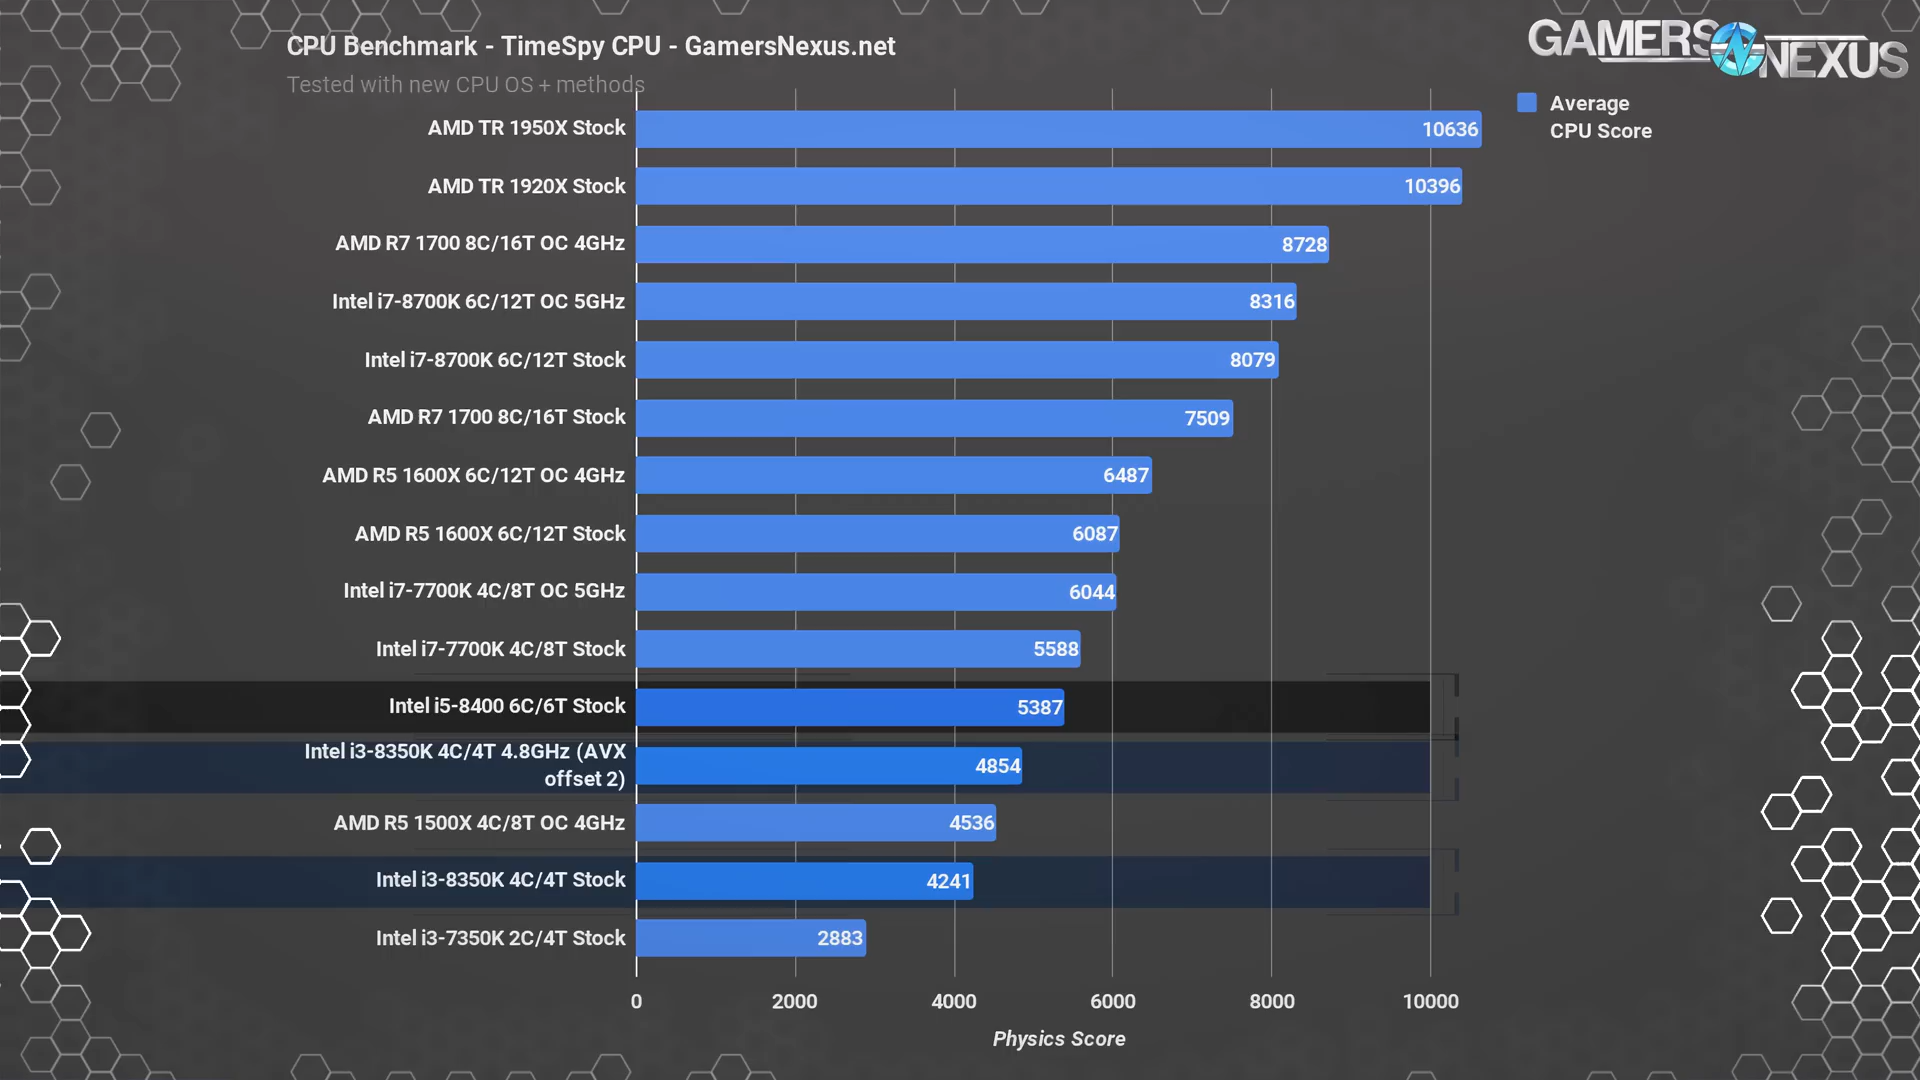 CPU Benchmark - TimeSpy CPU - GamersNexus.net
Tested with new CPU OS + methods
GAMERS NEXUS
Average
CPU Score
AMD TR 1950X Stock 10636
AMD TR 1920X Stock 10396
AMD R7 1700 8C/16T OC 4GHz 8728
Intel i7-8700K 6C/12T OC 5GHz 8316
Intel i7-8700K 6C/12T Stock 8079
AMD R7 1700 8C/16T Stock 7509
AMD R5 1600X 6C/12T OC 4GHz 6487
AMD R5 1600X 6C/12T Stock 6087
Intel i7-7700K 4C/8T OC 5GHz 6044
Intel i7-7700K 4C/8T Stock 5588
Intel i5-8400 6C/6T Stock 5387
Intel i3-8350K 4C/4T 4.8GHz (AVX
offset 2) 4854
AMD R5 1500X 4C/8T OC 4GHz 4536
Intel i3-8350K 4C/4T Stock 4241
Intel i3-7350K 2C/4T Stock 2883
0 2000 4000 6000 8000 10000
Physics Score